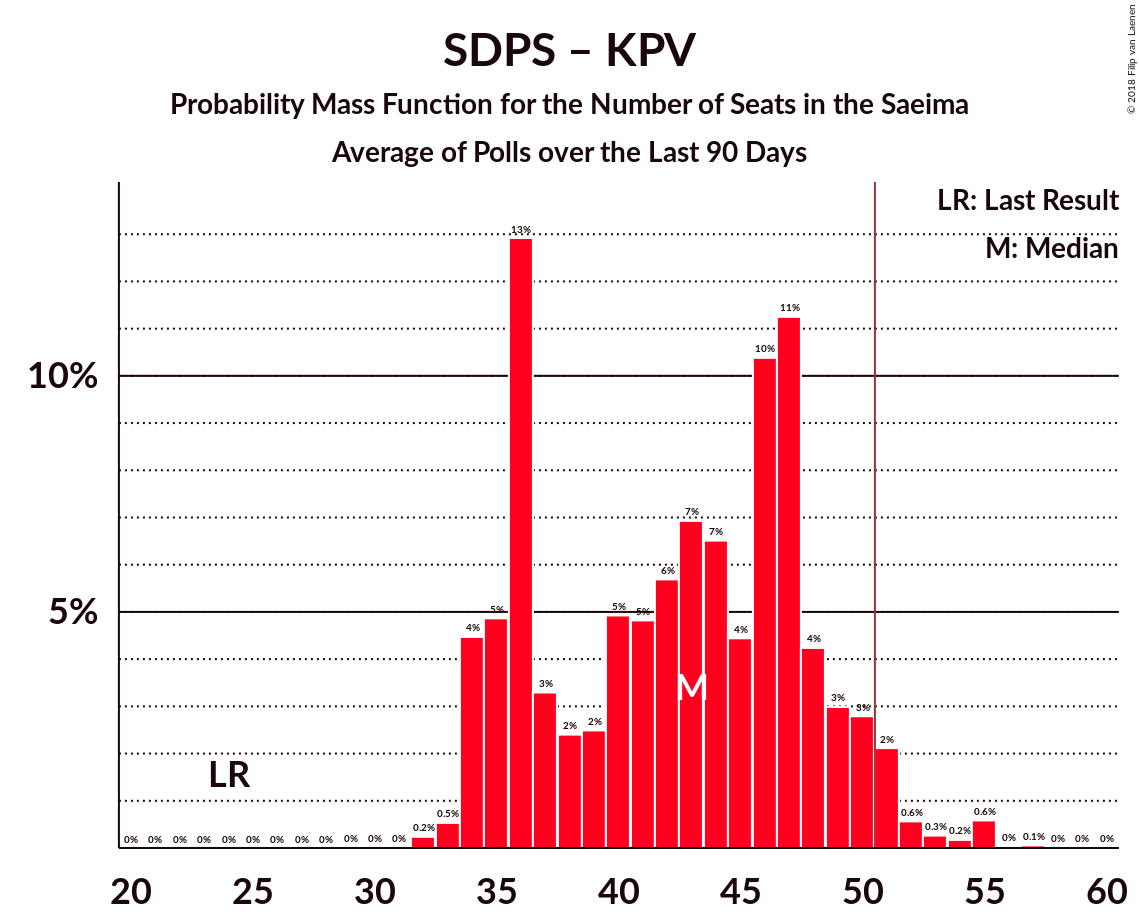 SDPS – KPV
Probability Mass Function for the Number of Seats in the Saeima
Average of Polls over the Last 90 Days
© 2018 Filip van Laenen
LR: Last Result
M: Median
10%
5%
0% 0% 0% 0% 0% 0% 0% 0% 0% 0% 0% 0% 0.2% 0.5% 4% 5% 13% 3% 2% 2% 5% 5% 6% 7% 7% 4% 10% 11% 4% 3% 3% 2% 0.6% 0.3% 0.2% 0.6% 0% 0.1% 0% 0% 0%
LR
M
20 25 30 35 40 45 50 55 60